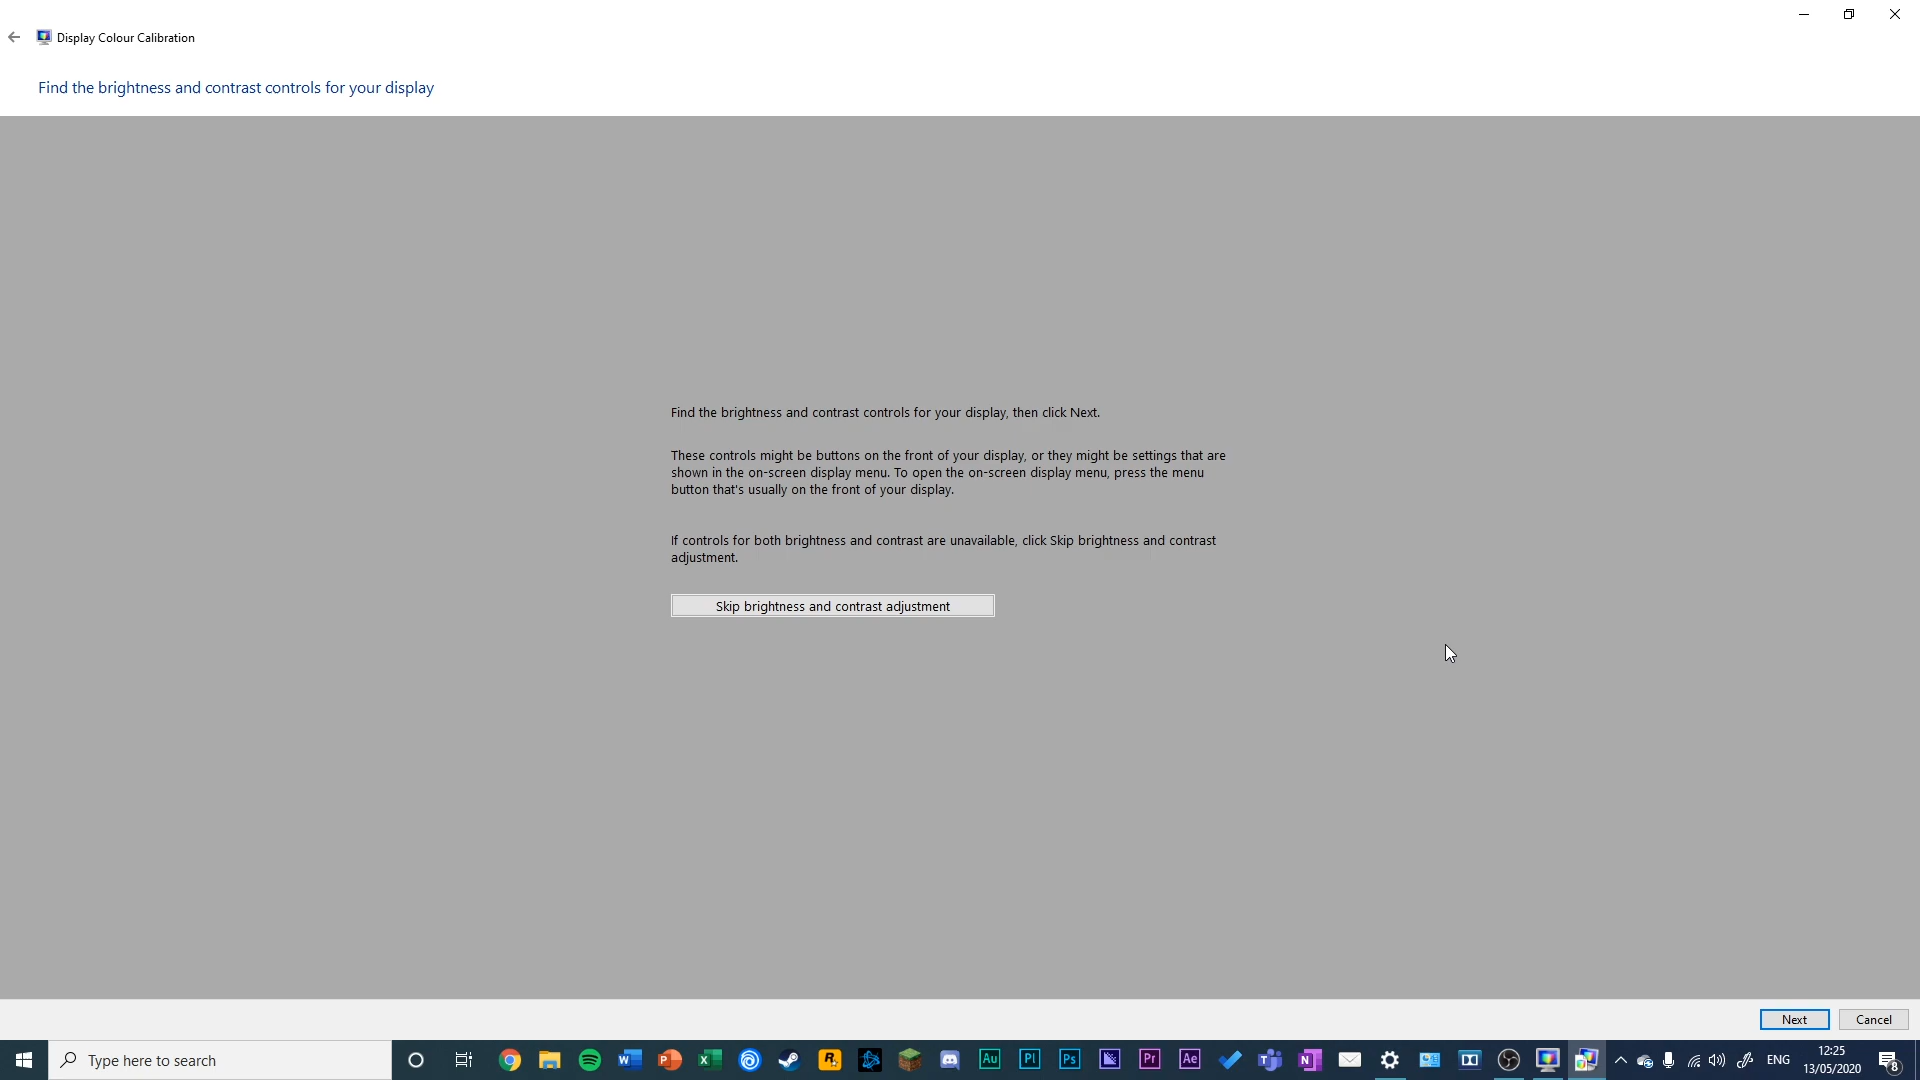 Display Colour Calibration
Find the brightness and contrast controls for your display
Find the brightness and contrast controls for your display, then click Next.
These controls might be buttons on the front of your display, or they might be settings that are
shown in the on-screen display menu. To open the on-screen display menu, press the menu
button that's usually on the front of your display.
If controls for both brightness and contrast are unavailable, click Skip brightness and contrast
adjustment.
Skip brightness and contrast adjustment
Next
Cancel
Type here to search
W
P
X
R
Au
Pl
Ps
Pr
Ae
T
N
ENG
12:25
13/05/2020
8